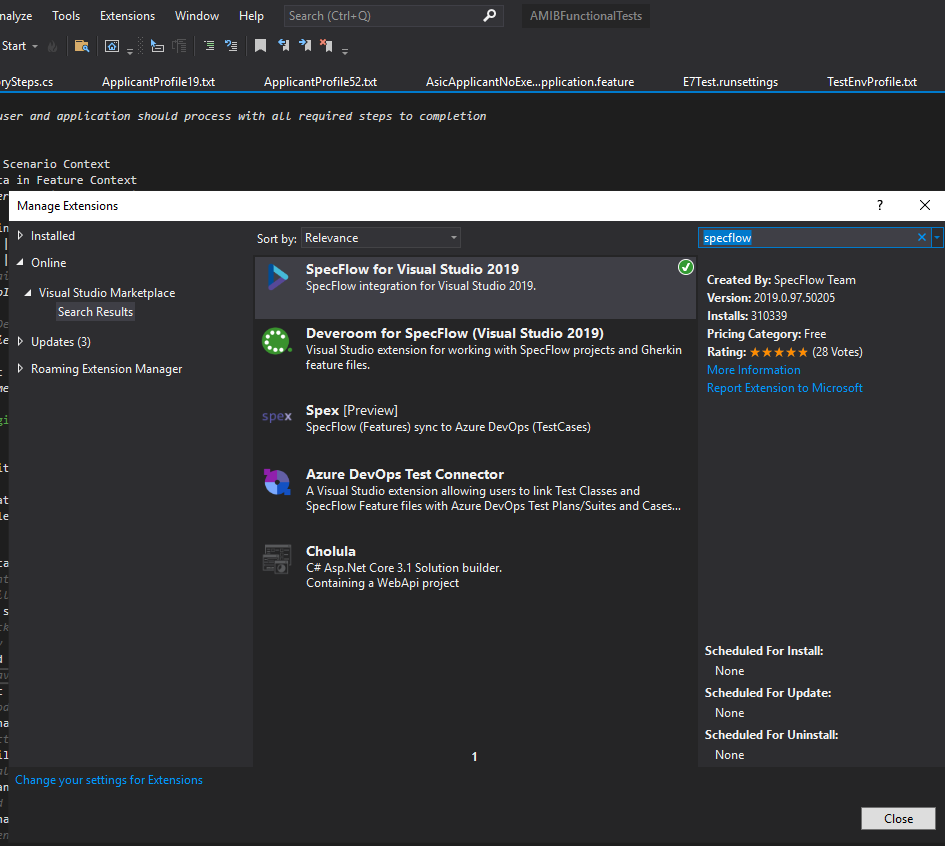 nalyze Tools Extensions Window Help Search (Ctrl+Q) AMIBFunctionalTests
Start
rySteps.cs ApplicantProfile19.txt ApplicantProfile52.txt AsicApplicantNoExe...pplication.feature E7Test.runsettings TestEnvProfile.txt
user and application should process with all required steps to completion
Scenario Context
ta in Feature Context
Manage Extensions
?
Installed
Online
Visual Studio Marketplace
Search Results
Updates (3)
Roaming Extension Manager
Sort by: Relevance
SpecFlow for Visual Studio 2019
SpecFlow integration for Visual Studio 2019.
Deveroom for SpecFlow (Visual Studio 2019)
Visual Studio extension for working with SpecFlow projects and Gherkin
feature files.
spex
Spex [Preview]
SpecFlow (Features) sync to Azure DevOps (TestCases)
Azure DevOps Test Connector
A Visual Studio extension allowing users to link Test Classes and
SpecFlow Feature files with Azure DevOps Test Plans/Suites and Cases...
Cholula
C# Asp.Net Core 3.1 Solution builder.
Containing a WebApi project
1
specflow
Created By: SpecFlow Team
Version: 2019.0.97.50205
Installs: 310339
Pricing Category: Free
Rating: ★★★★★ (28 Votes)
More Information
Report Extension to Microsoft
Scheduled For Install:
None
Scheduled For Update:
None
Scheduled For Uninstall:
None
Change your settings for Extensions
Close